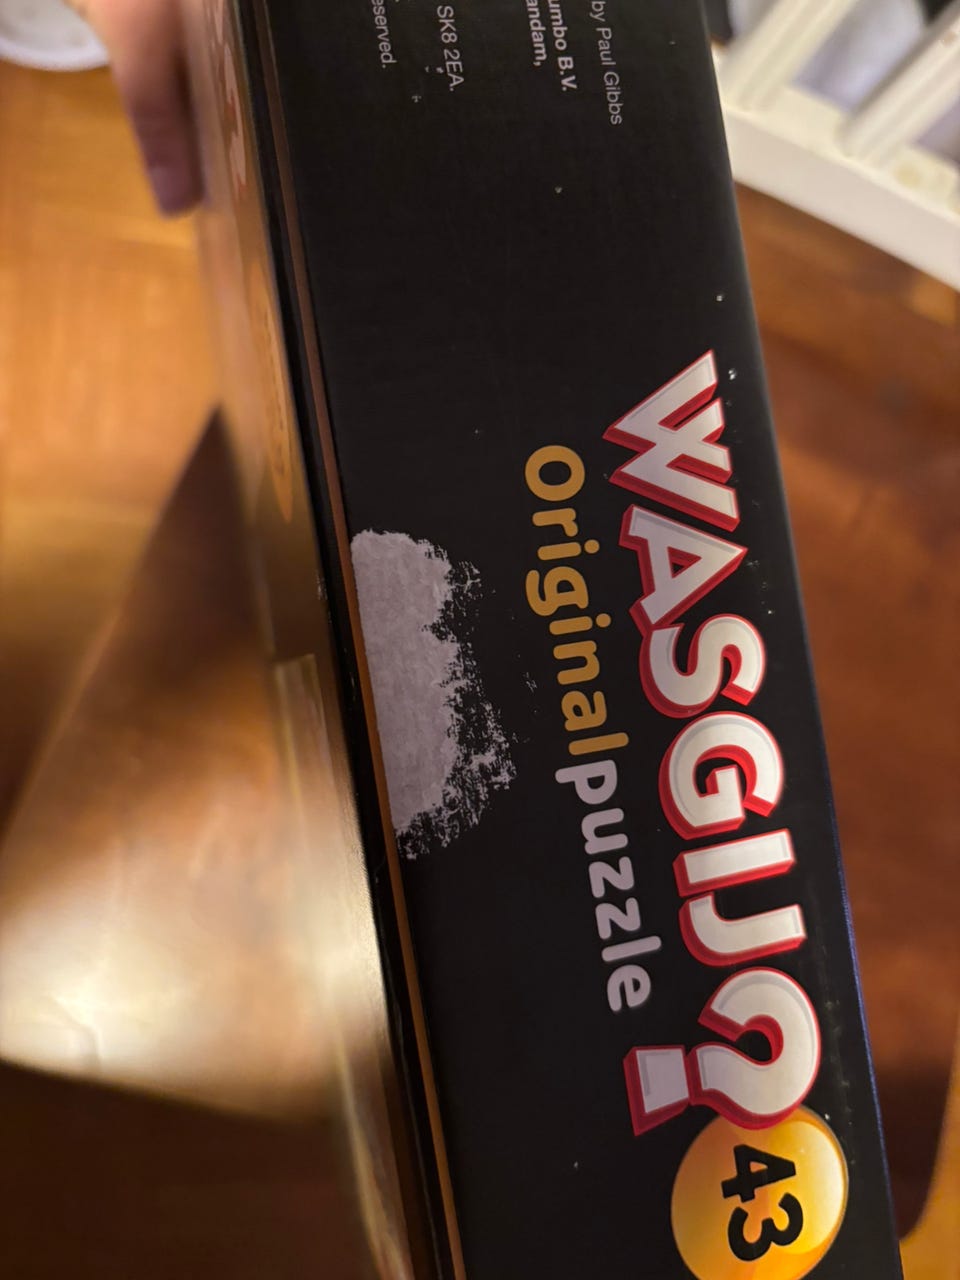 WASGIJ?
originalpuzzle
43
by Paul Gibbs
umbo B.V.
andam,
SK8 2EA.
eserved.